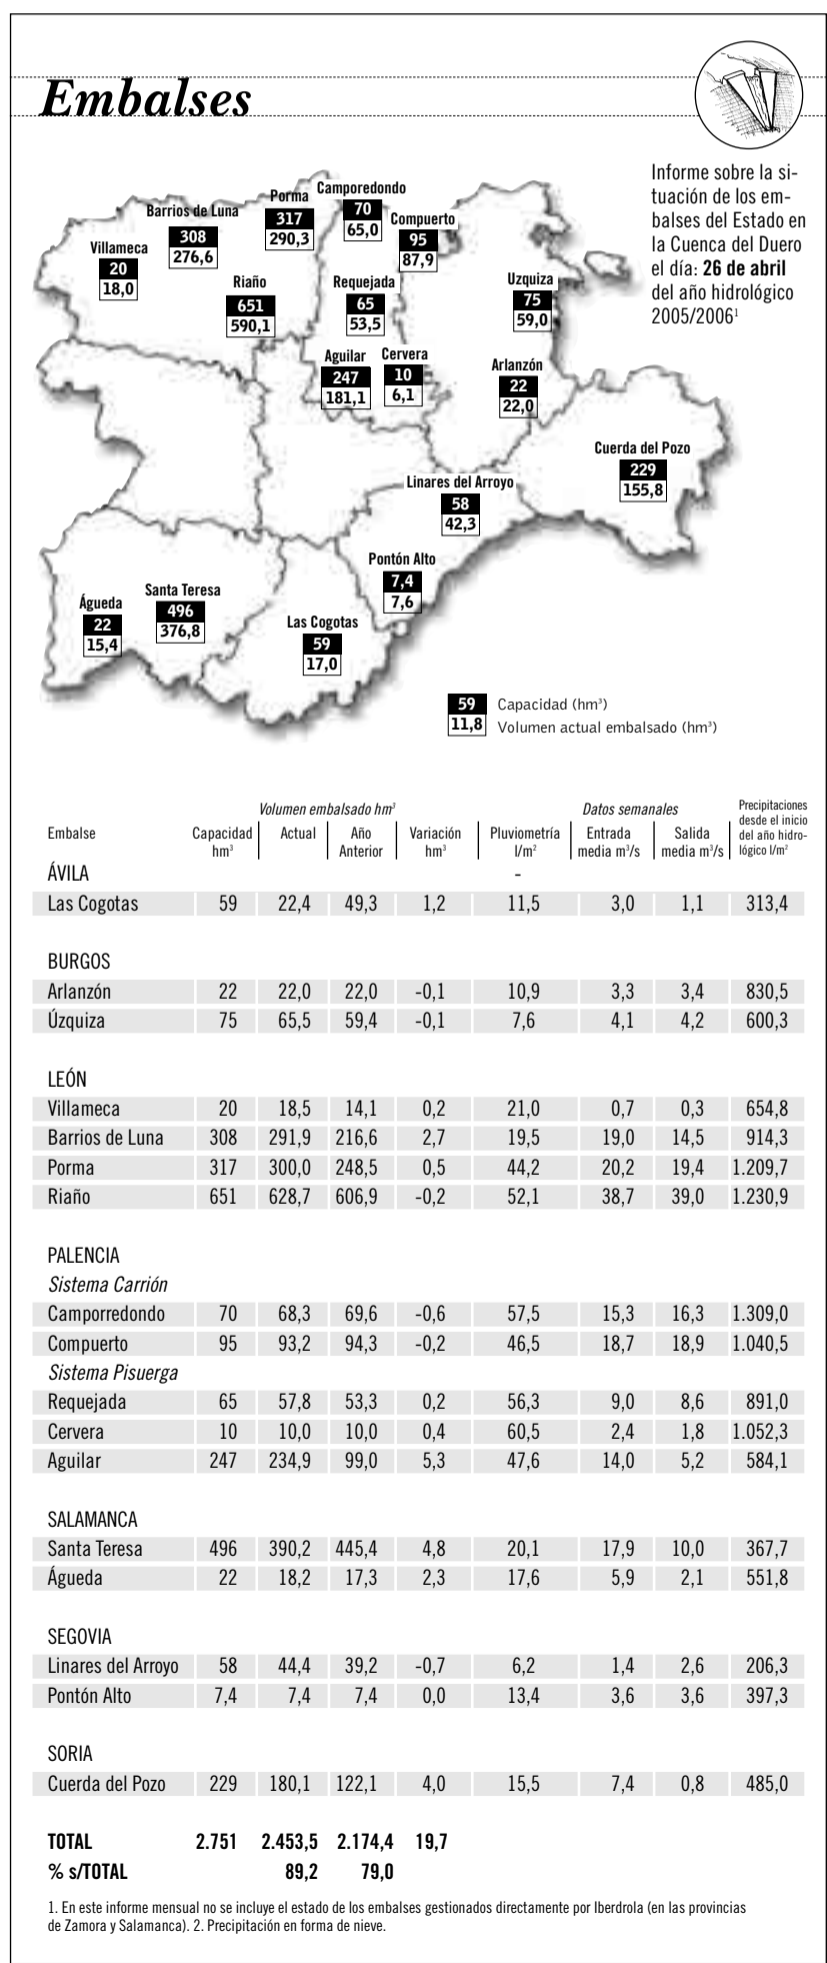 Embalses
Informe sobre la si-
tuación de los em-
balses del Estado en
la Cuenca del Duero
el día: 26 de abril
del año hidrológico
2005/2006¹
Camporedondo
70
65,0
Porma
317
290,3
Barrios de Luna
308
276,6
Compuerto
95
87,9
Villameca
20
18,0
Riaño
651
590,1
Requejada
65
53,5
Uzquiza
75
59,0
Aguilar
247
181,1
Cervera
10
6,1
Arlanzón
22
22,0
Cuerda del Pozo
229
155,8
Linares del Arroyo
58
42,3
Pontón Alto
7,4
7,6
Santa Teresa
496
376,8
Águeda
22
15,4
Las Cogotas
59
17,0
59 Capacidad (hm³)
11,8 Volumen actual embalsado (hm³)
Volumen embalsado hm³ Datos semanales Precipitaciones
desde el inicio
Embalse Capacidad Actual Año Variación Pluviometría Entrada Salida del año hidro-
hm³ Anterior hm³ l/m² media m³/s media m³/s lógico l/m²
ÁVILA -
Las Cogotas 59 22,4 49,3 1,2 11,5 3,0 1,1 313,4
BURGOS
Arlanzón 22 22,0 22,0 -0,1 10,9 3,3 3,4 830,5
Úzquiza 75 65,5 59,4 -0,1 7,6 4,1 4,2 600,3
LEÓN
Villameca 20 18,5 14,1 0,2 21,0 0,7 0,3 654,8
Barrios de Luna 308 291,9 216,6 2,7 19,5 19,0 14,5 914,3
Porma 317 300,0 248,5 0,5 44,2 20,2 19,4 1.209,7
Riaño 651 628,7 606,9 -0,2 52,1 38,7 39,0 1.230,9
PALENCIA
Sistema Carrión
Camporredondo 70 68,3 69,6 -0,6 57,5 15,3 16,3 1.309,0
Compuerto 95 93,2 94,3 -0,2 46,5 18,7 18,9 1.040,5
Sistema Pisuerga
Requejada 65 57,8 53,3 0,2 56,3 9,0 8,6 891,0
Cervera 10 10,0 10,0 0,4 60,5 2,4 1,8 1.052,3
Aguilar 247 234,9 99,0 5,3 47,6 14,0 5,2 584,1
SALAMANCA
Santa Teresa 496 390,2 445,4 4,8 20,1 17,9 10,0 367,7
Águeda 22 18,2 17,3 2,3 17,6 5,9 2,1 551,8
SEGOVIA
Linares del Arroyo 58 44,4 39,2 -0,7 6,2 1,4 2,6 206,3
Pontón Alto 7,4 7,4 7,4 0,0 13,4 3,6 3,6 397,3
SORIA
Cuerda del Pozo 229 180,1 122,1 4,0 15,5 7,4 0,8 485,0
TOTAL 2.751 2.453,5 2.174,4 19,7
% s/TOTAL 89,2 79,0
1. En este informe mensual no se incluye el estado de los embalses gestionados directamente por Iberdrola (en las provincias
de Zamora y Salamanca). 2. Precipitación en forma de nieve.